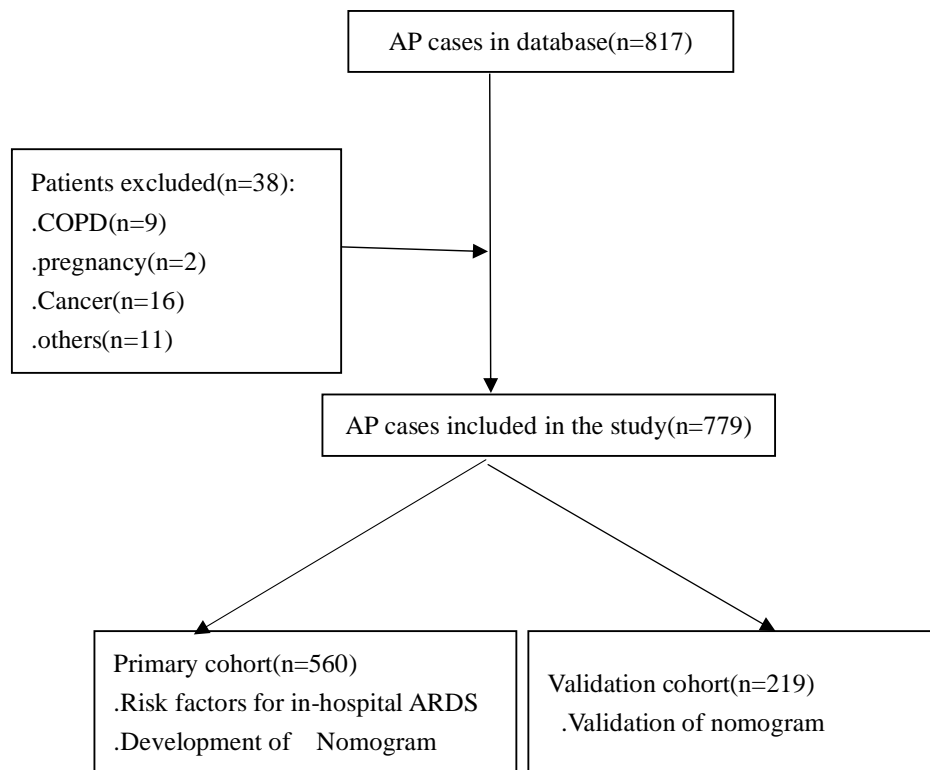 AP cases in database(n=817)
Patients excluded(n=38):
.COPD(n=9)
.pregnancy(n=2)
.Cancer(n=16)
.others(n=11)
AP cases included in the study(n=779)
Primary cohort(n=560)
.Risk factors for in-hospital ARDS
.Development of Nomogram
Validation cohort(n=219)
.Validation of nomogram